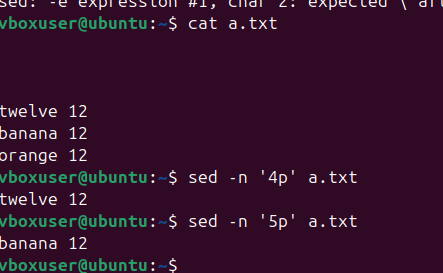 sed: -e expression #1, char 2: expected \ af
vboxuser@ubuntu:~$ cat a.txt
twelve 12
banana 12
orange 12
vboxuser@ubuntu:~$ sed -n '4p' a.txt
twelve 12
vboxuser@ubuntu:~$ sed -n '5p' a.txt
banana 12
vboxuser@ubuntu:~$